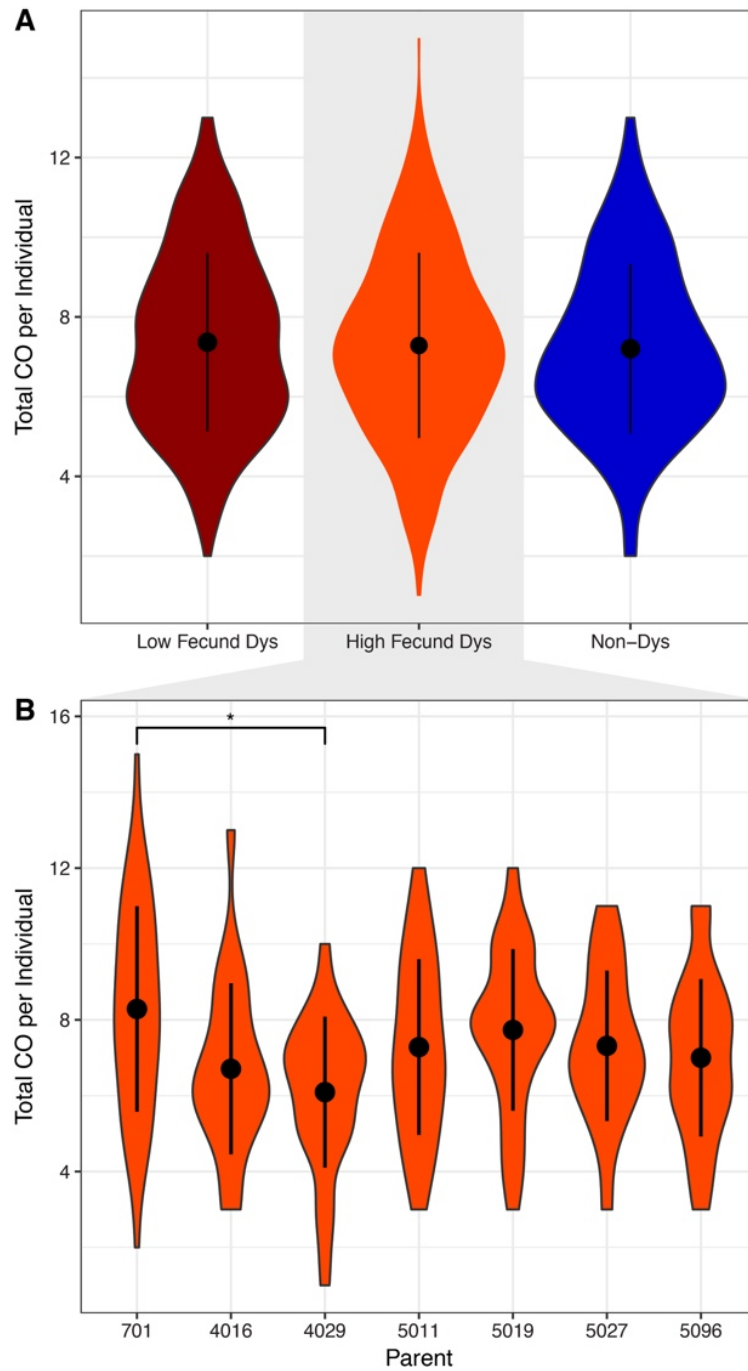 A
Total CO per Individual
12
8
4
Low Fecund Dys
High Fecund Dys
Non−Dys
B
Total CO per Individual
16
12
8
4
*
701
4016
4029
5011
5019
5027
5096
Parent